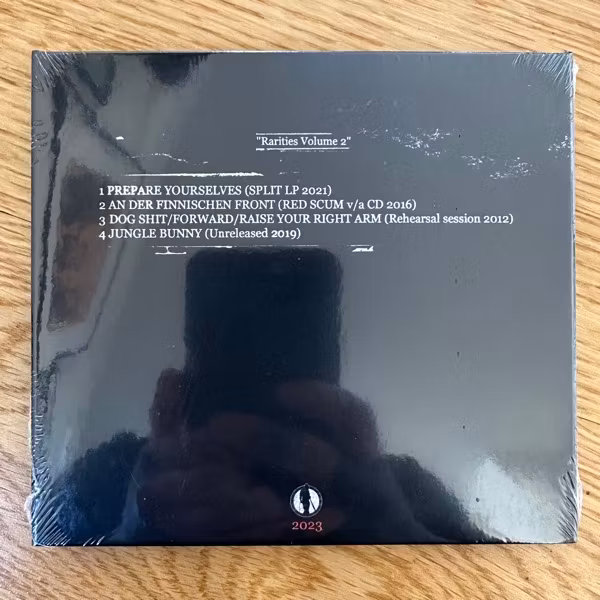 "Rarities Volume 2"
1 PREPARE YOURSELVES (SPLIT LP 2021)
2 AN DER FINNISCHEN FRONT (RED SCUM v/a CD 2016)
3 DOG SHIT/FORWARD/RAISE YOUR RIGHT ARM (Rehearsal session 2012)
4 JUNGLE BUNNY (Unreleased 2019)
2023